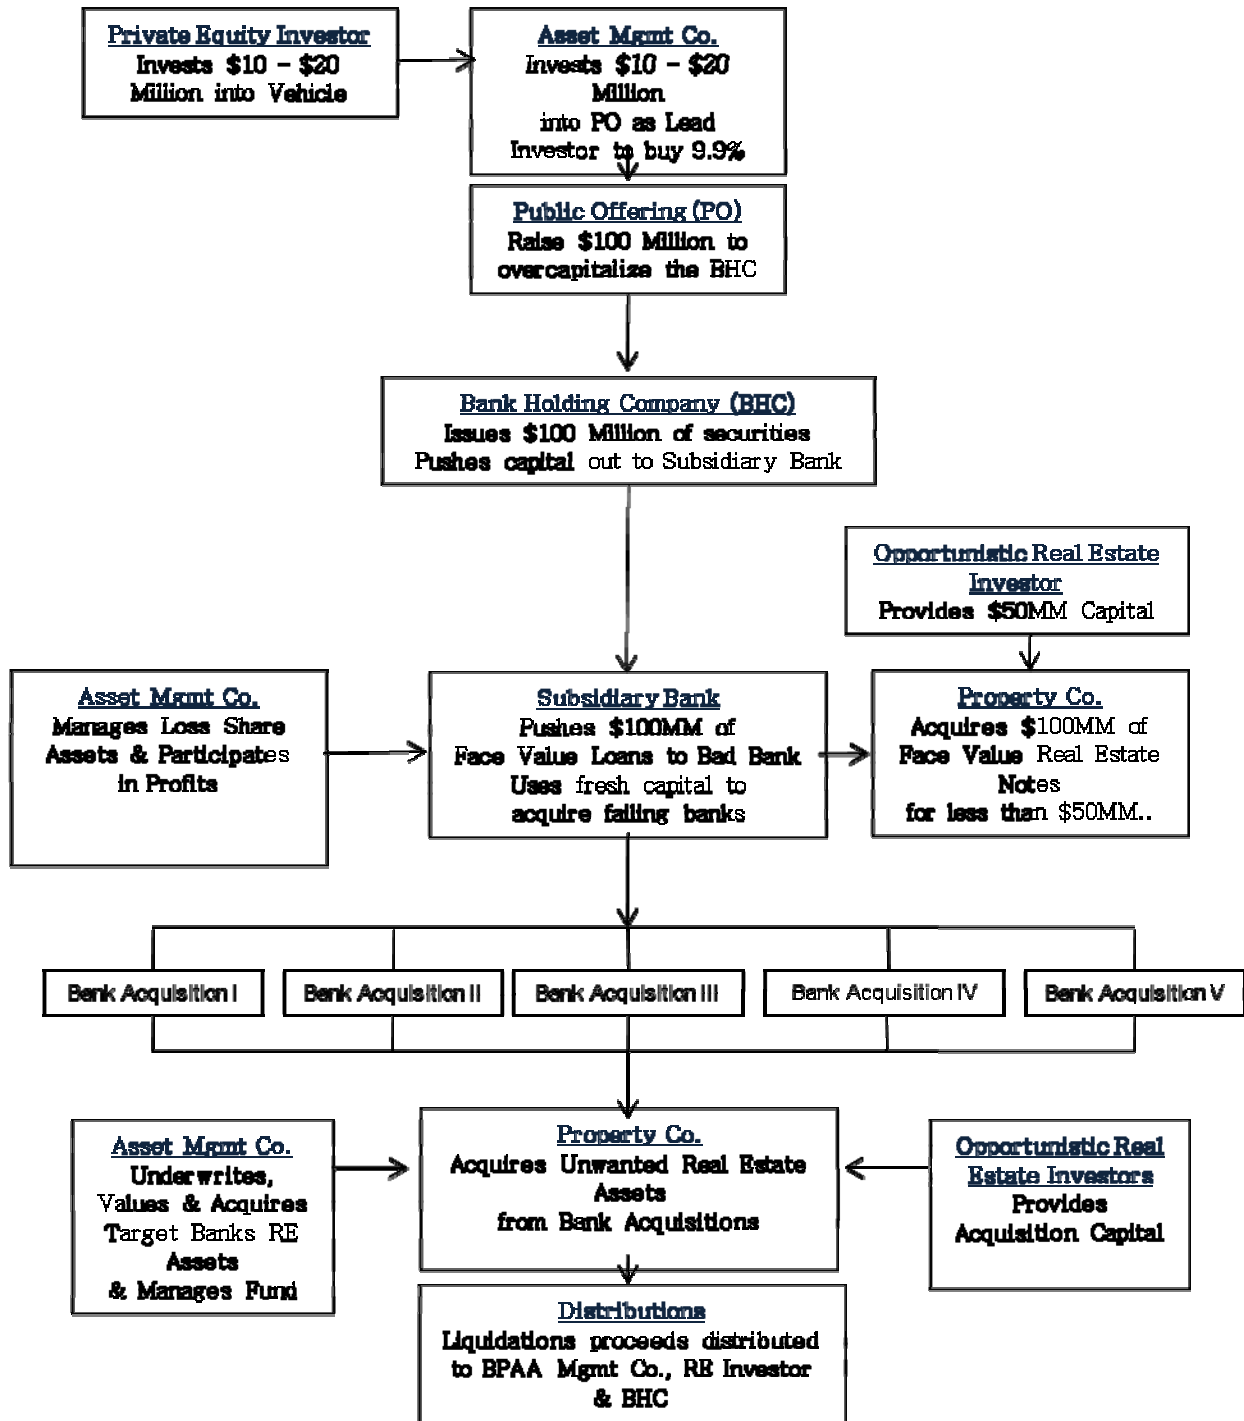 Private Equity Investor
Invests $10 – $20
Million into Vehicle
Asset Mgmt Co.
Invests $10 – $20
Million
into PO as Lead
Investor to buy 9.9%
Public Offering (PO)
Raise $100 Million to
overcapitalize the BHC
Bank Holding Company (BHC)
Issues $100 Million of securities
Pushes capital out to Subsidiary Bank
Opportunistic Real Estate
Investor
Provides $50MM Capital
Asset Mgmt Co.
Manages Loss Share
Assets & Participates
in Profits
Subsidiary Bank
Pushes $100MM of
Face Value Loans to Bad Bank
Uses fresh capital to
acquire failing banks
Property Co.
Acquires $100MM of
Face Value Real Estate
Notes
for less than $50MM..
Bank Acquisition I
Bank Acquisition II
Bank Acquisition III
Bank Acquisition IV
Bank Acquisition V
Asset Mgmt Co.
Underwrites,
Values & Acquires
Target Banks RE
Assets
& Manages Fund
Property Co.
Acquires Unwanted Real Estate
Assets
from Bank Acquisitions
Opportunistic Real
Estate Investors
Provides
Acquisition Capital
Distributions
Liquidations proceeds distributed
to BPAA Mgmt Co., RE Investor
& BHC